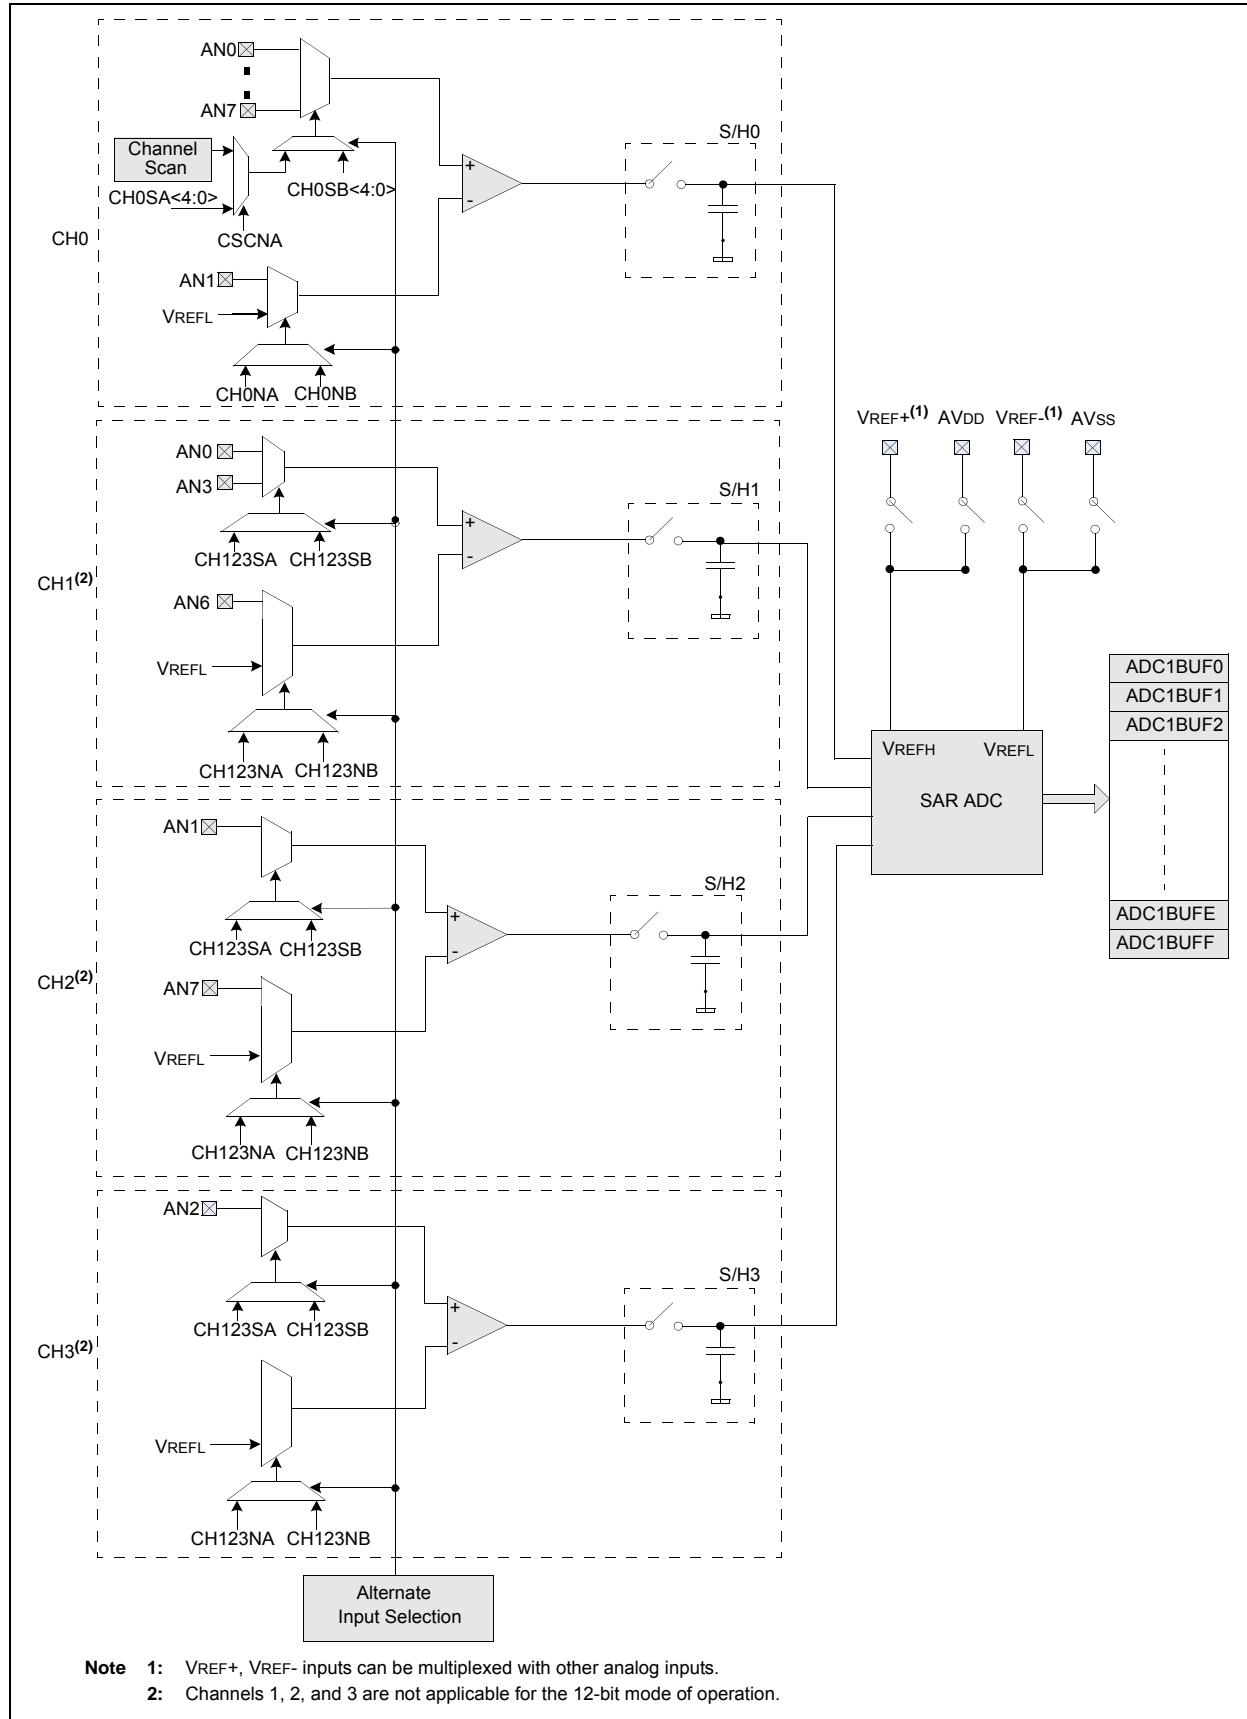 AN0
AN7
Channel
Scan
CH0SA<4:0>
CH0SB<4:0>
CSCNA
CH0
AN1
VREFL
CH0NA
CH0NB
+
-
S/H0
AN0
AN3
CH123SA
CH123SB
CH1(2)
AN6
VREFL
CH123NA
CH123NB
+
-
S/H1
VREF+(1)
AVDD
VREF-(1)
AVSS
VREFH
VREFL
SAR ADC
ADC1BUF0
ADC1BUF1
ADC1BUF2
ADC1BUFE
ADC1BUFF
AN1
CH123SA
CH123SB
CH2(2)
AN7
VREFL
CH123NA
CH123NB
+
-
S/H2
AN2
CH123SA
CH123SB
CH3(2)
VREFL
CH123NA
CH123NB
+
-
S/H3
Alternate
Input Selection
Note 1: VREF+, VREF- inputs can be multiplexed with other analog inputs.
2: Channels 1, 2, and 3 are not applicable for the 12-bit mode of operation.